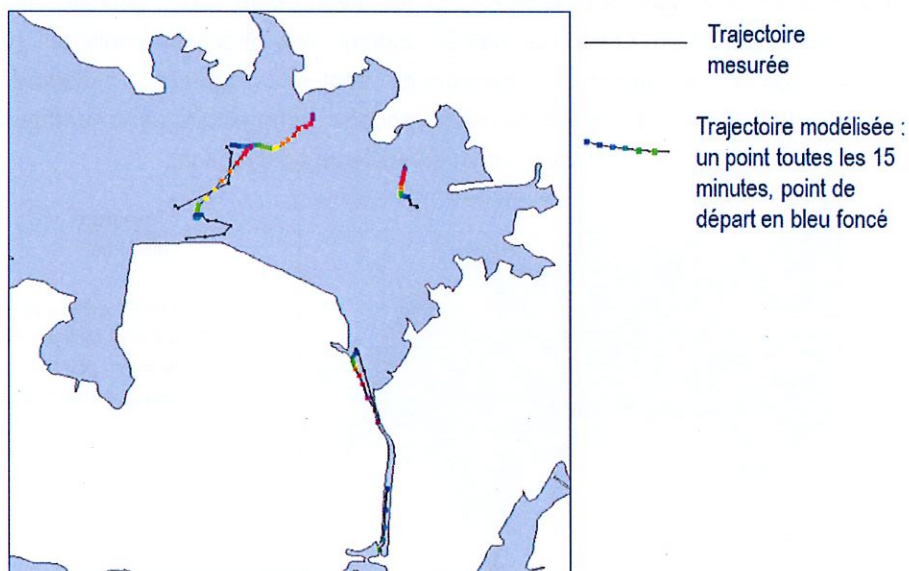 Trajectoire
mesurée
Trajectoire modélisée :
un point toutes les 15
minutes, point de
départ en bleu foncé